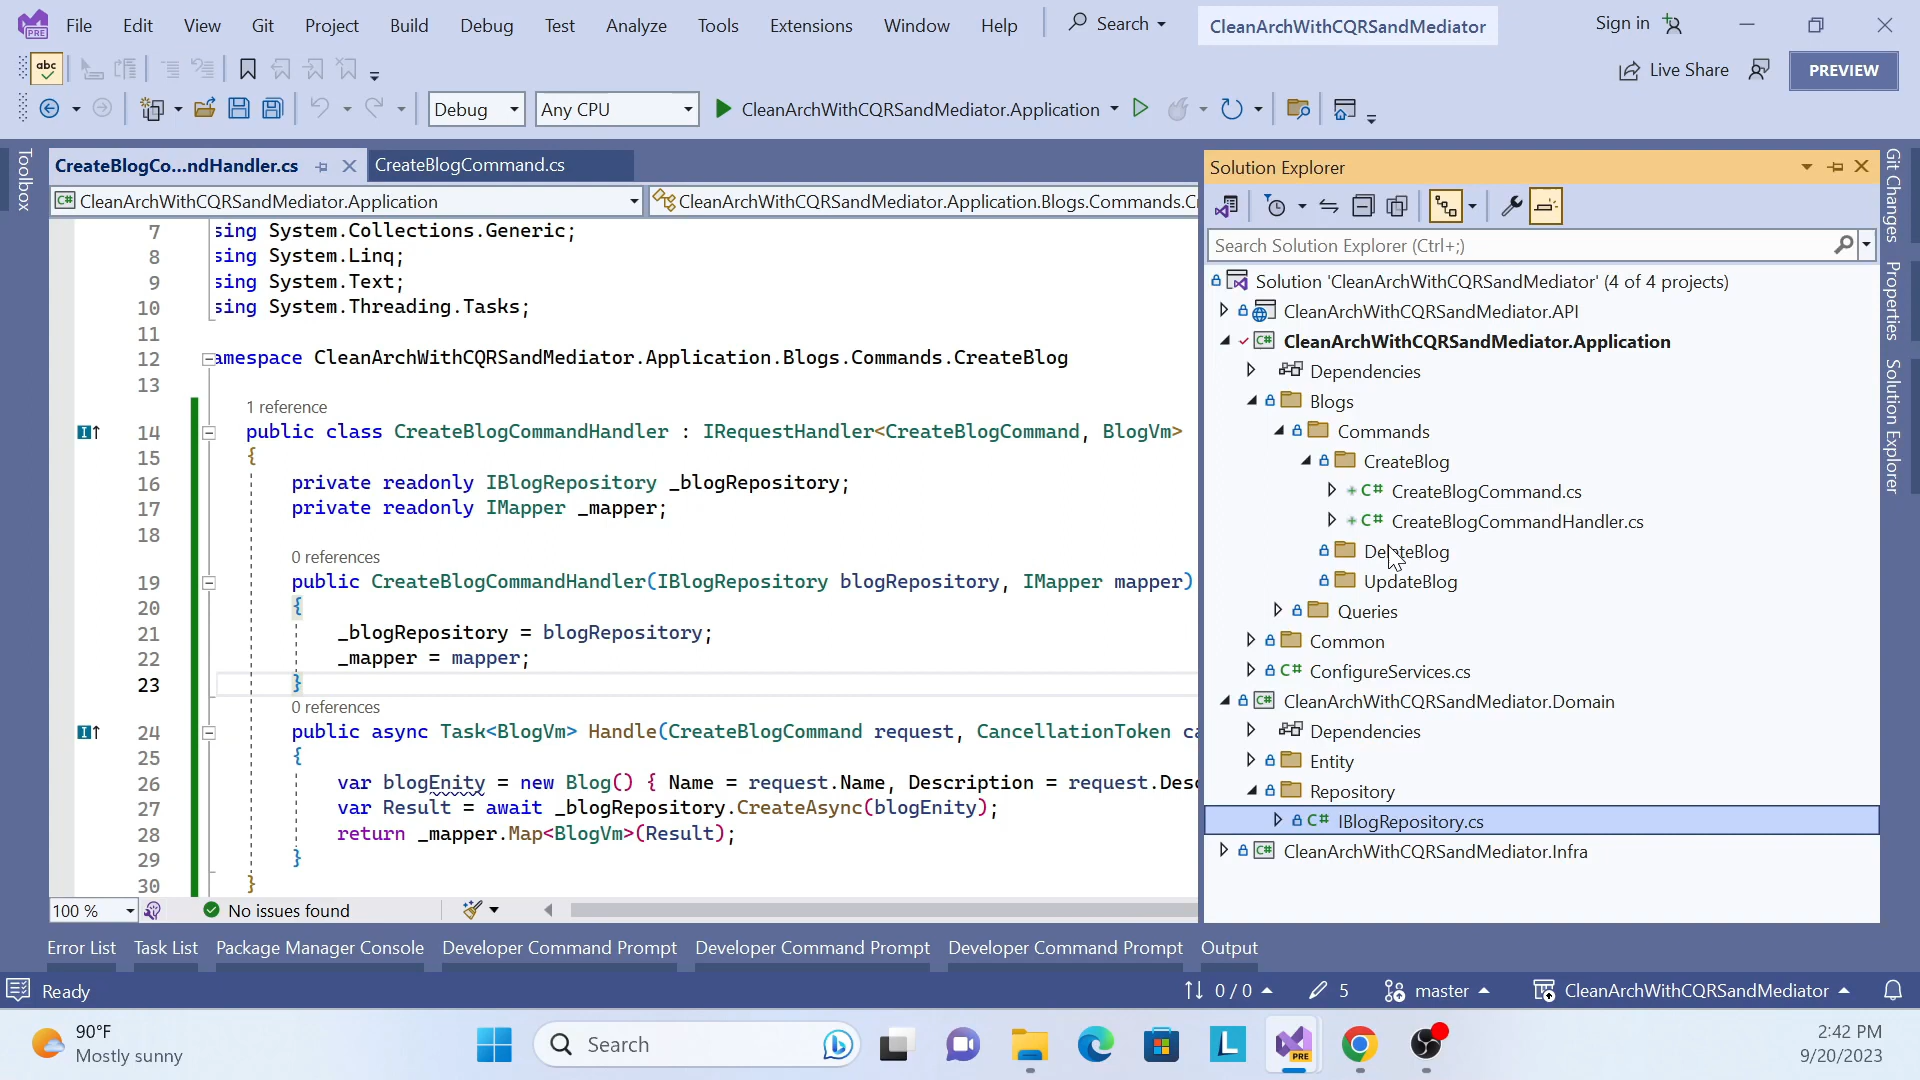 File Edit View Git Project Build Debug Test Analyze Tools Extensions Window Help Search CleanArchWithCQRSandMediator Sign in
abc Live Share PREVIEW
Debug Any CPU CleanArchWithCQRSandMediator.Application
Toolbox
CreateBlogCo...ndHandler.cs CreateBlogCommand.cs
C# CleanArchWithCQRSandMediator.Application CleanArchWithCQRSandMediator.Application.Blogs.Commands.Cr
7 sing System.Collections.Generic;
8 sing System.Linq;
9 sing System.Text;
10 sing System.Threading.Tasks;
11
12 amespace CleanArchWithCQRSandMediator.Application.Blogs.Commands.CreateBlog
13
1 reference
14 public class CreateBlogCommandHandler : IRequestHandler<CreateBlogCommand, BlogVm>
15 {
16 private readonly IBlogRepository _blogRepository;
17 private readonly IMapper _mapper;
18
0 references
19 public CreateBlogCommandHandler(IBlogRepository blogRepository, IMapper mapper)
20 {
21 _blogRepository = blogRepository;
22 _mapper = mapper;
23 }
0 references
24 public async Task<BlogVm> Handle(CreateBlogCommand request, CancellationToken ca
25 {
26 var blogEnity = new Blog() { Name = request.Name, Description = request.Desc
27 var Result = await _blogRepository.CreateAsync(blogEnity);
28 return _mapper.Map<BlogVm>(Result);
29 }
30 }
100 % No issues found
Solution Explorer
Search Solution Explorer (Ctrl+;)
Solution 'CleanArchWithCQRSandMediator' (4 of 4 projects)
CleanArchWithCQRSandMediator.API
C# CleanArchWithCQRSandMediator.Application
Dependencies
Blogs
Commands
CreateBlog
C# CreateBlogCommand.cs
C# CreateBlogCommandHandler.cs
DeleteBlog
UpdateBlog
Queries
Common
C# ConfigureServices.cs
C# CleanArchWithCQRSandMediator.Domain
Dependencies
Entity
Repository
C# IBlogRepository.cs
C# CleanArchWithCQRSandMediator.Infra
Git Changes
Properties
Solution Explorer
Error List Task List Package Manager Console Developer Command Prompt Developer Command Prompt Developer Command Prompt Output
Ready 0 / 0 5 master CleanArchWithCQRSandMediator
90°F
Mostly sunny
Search
L
PRE
2:42 PM
9/20/2023